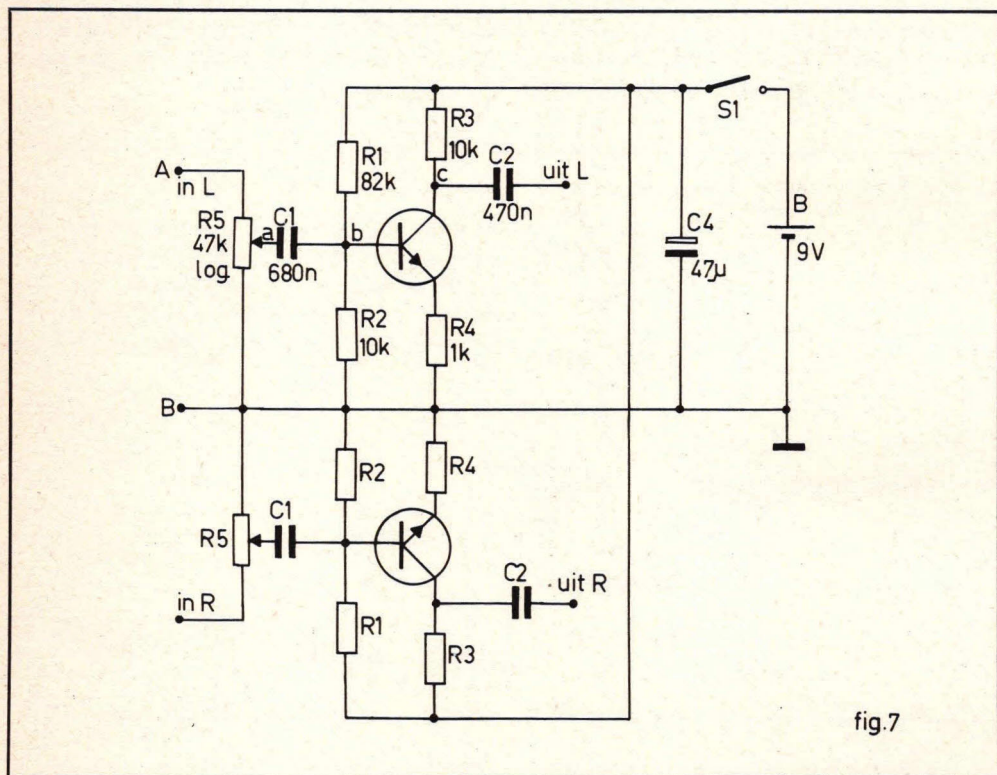 R3
10k
R1
82k
S1
A
in L
c
C2
uit L
470n
R5
47k
log
a
C1
680n
b
C4
47µ
B
9V
R2
10k
R4
1k
B
R2
R4
C1
R5
C2
uit R
in R
R1
R3
fig.7